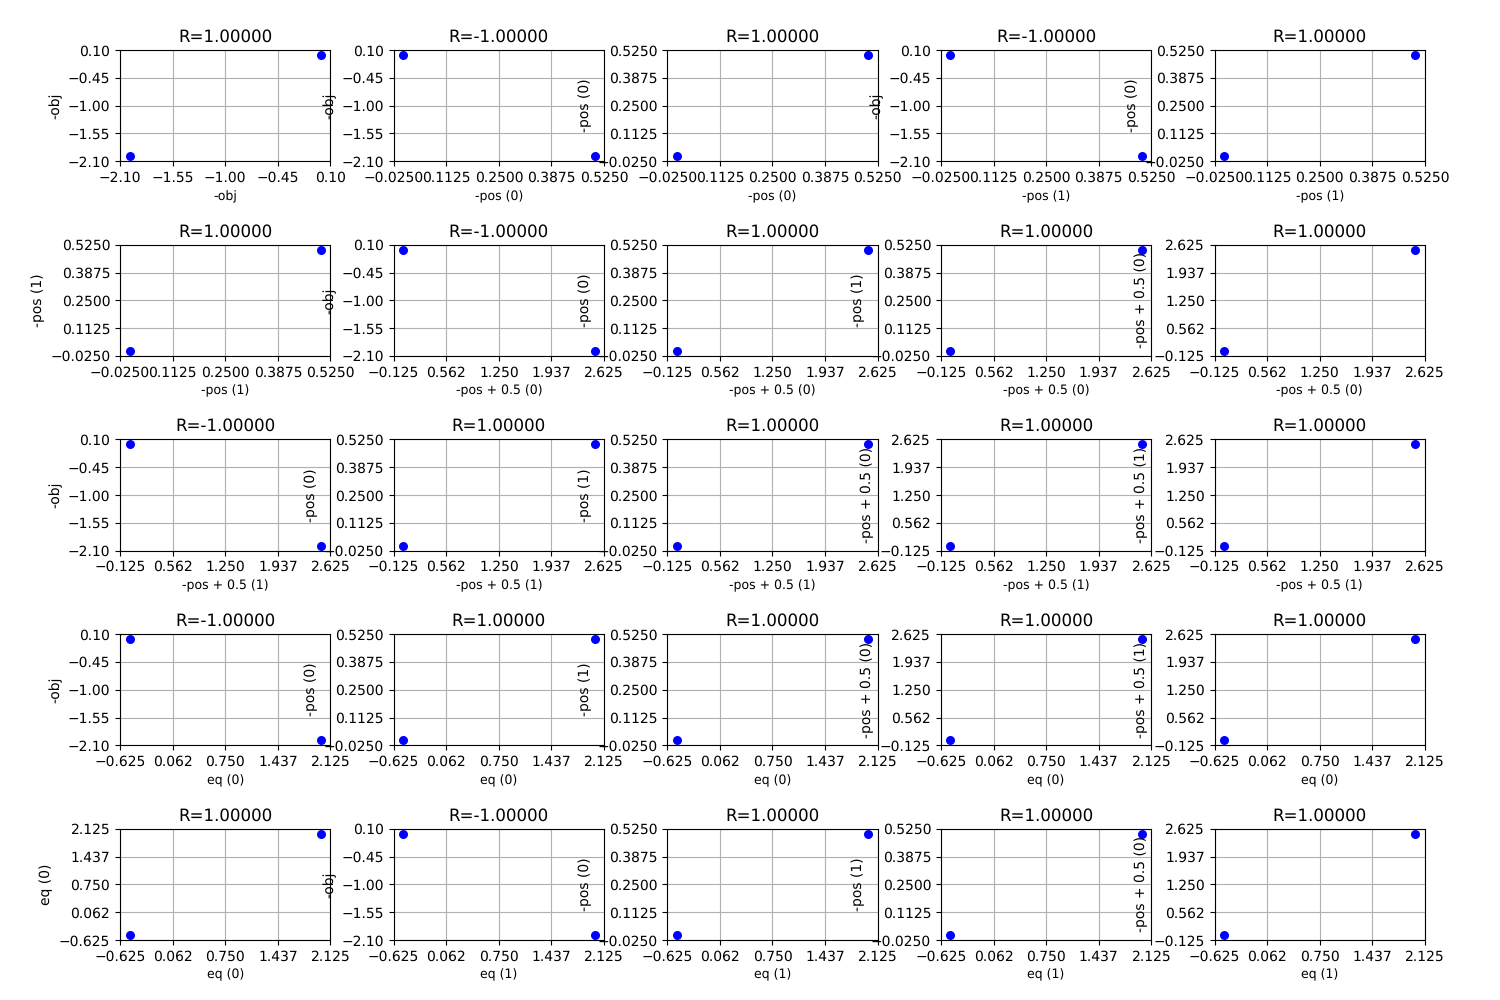 R=1.00000 R=-1.00000 R=1.00000 R=-1.00000 R=1.00000
0.10 0.10 0.5250 0.10 0.5250
−0.45 −0.45 0.3875 −0.45 0.3875
-obj -obj -pos (0) -obj -pos (0)
−1.00 −1.00 0.2500 −1.00 0.2500
−1.55 −1.55 0.1125 −1.55 0.1125
−2.10 −2.10 −0.0250 −2.10 −0.0250
−2.10 −1.55 −1.00 −0.45 0.10 −0.0250 0.1125 0.2500 0.3875 0.5250 −0.0250 0.1125 0.2500 0.3875 0.5250 −0.0250 0.1125 0.2500 0.3875 0.5250 −0.0250 0.1125 0.2500 0.3875 0.5250
-obj -pos (0) -pos (0) -pos (1) -pos (1)
R=1.00000 R=-1.00000 R=1.00000 R=1.00000 R=1.00000
0.5250 0.10 0.5250 0.5250 2.625
0.3875 −0.45 0.3875 0.3875 1.937
-pos (1) -obj -pos (0) -pos (1) -pos + 0.5 (0)
0.2500 −1.00 0.2500 0.2500 1.250
0.1125 −1.55 0.1125 0.1125 0.562
−0.0250 −2.10 −0.0250 −0.0250 −0.125
−0.0250 0.1125 0.2500 0.3875 0.5250 −0.125 0.562 1.250 1.937 2.625 −0.125 0.562 1.250 1.937 2.625 −0.125 0.562 1.250 1.937 2.625 −0.125 0.562 1.250 1.937 2.625
-pos (1) -pos + 0.5 (0) -pos + 0.5 (0) -pos + 0.5 (0) -pos + 0.5 (0)
R=-1.00000 R=1.00000 R=1.00000 R=1.00000 R=1.00000
0.10 0.5250 0.5250 2.625 2.625
−0.45 0.3875 0.3875 1.937 1.937
-obj -pos (0) -pos (1) -pos + 0.5 (0) -pos + 0.5 (1)
−1.00 0.2500 0.2500 1.250 1.250
−1.55 0.1125 0.1125 0.562 0.562
−2.10 −0.0250 −0.0250 −0.125 −0.125
−0.125 0.562 1.250 1.937 2.625 −0.125 0.562 1.250 1.937 2.625 −0.125 0.562 1.250 1.937 2.625 −0.125 0.562 1.250 1.937 2.625 −0.125 0.562 1.250 1.937 2.625
-pos + 0.5 (1) -pos + 0.5 (1) -pos + 0.5 (1) -pos + 0.5 (1) -pos + 0.5 (1)
R=-1.00000 R=1.00000 R=1.00000 R=1.00000 R=1.00000
0.10 0.5250 0.5250 2.625 2.625
−0.45 0.3875 0.3875 1.937 1.937
-obj -pos (0) -pos (1) -pos + 0.5 (0) -pos + 0.5 (1)
−1.00 0.2500 0.2500 1.250 1.250
−1.55 0.1125 0.1125 0.562 0.562
−2.10 −0.0250 −0.0250 −0.125 −0.125
−0.625 0.062 0.750 1.437 2.125 −0.625 0.062 0.750 1.437 2.125 −0.625 0.062 0.750 1.437 2.125 −0.625 0.062 0.750 1.437 2.125 −0.625 0.062 0.750 1.437 2.125
eq (0) eq (0) eq (0) eq (0) eq (0)
R=1.00000 R=-1.00000 R=1.00000 R=1.00000 R=1.00000
2.125 0.10 0.5250 0.5250 2.625
1.437 −0.45 0.3875 0.3875 1.937
eq (0) -obj -pos (0) -pos (1) -pos + 0.5 (0)
0.750 −1.00 0.2500 0.2500 1.250
0.062 −1.55 0.1125 0.1125 0.562
−0.625 −2.10 −0.0250 −0.0250 −0.125
−0.625 0.062 0.750 1.437 2.125 −0.625 0.062 0.750 1.437 2.125 −0.625 0.062 0.750 1.437 2.125 −0.625 0.062 0.750 1.437 2.125 −0.625 0.062 0.750 1.437 2.125
eq (0) eq (1) eq (1) eq (1) eq (1)